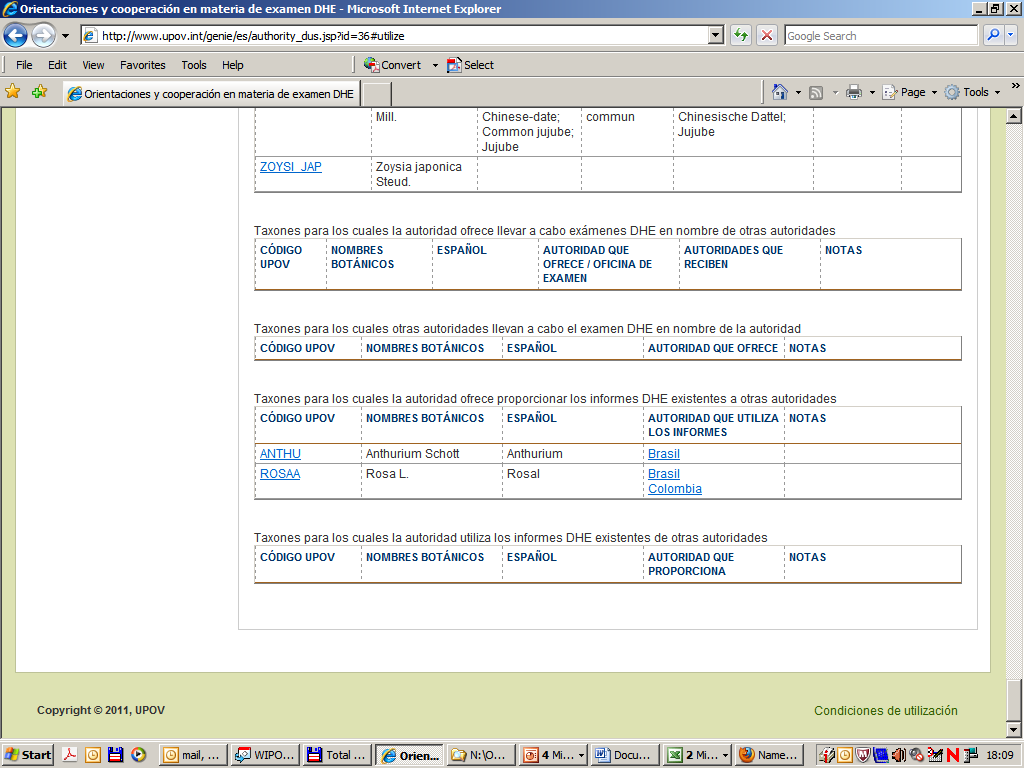 Orientaciones y cooperación en materia de examen DHE - Microsoft Internet Explorer
http://www.upov.int/genie/es/authority_dus.jsp?id=36#utilize
Google Search
File Edit View Favorites Tools Help
Convert Select
Orientaciones y cooperación en materia de examen DHE
Page Tools
Mill.
Chinese-date;
Common jujube;
Jujube
commun
Chinesische Dattel;
Jujube
ZOYSI_JAP
Zoysia japonica
Steud.
Taxones para los cuales la autoridad ofrece llevar a cabo exámenes DHE en nombre de otras autoridades
CÓDIGO
UPOV
NOMBRES
BOTÁNICOS
ESPAÑOL
AUTORIDAD QUE
OFRECE / OFICINA DE
EXAMEN
AUTORIDADES QUE
RECIBEN
NOTAS
Taxones para los cuales otras autoridades llevan a cabo el examen DHE en nombre de la autoridad
CÓDIGO UPOV NOMBRES BOTÁNICOS ESPAÑOL AUTORIDAD QUE OFRECE NOTAS
Taxones para los cuales la autoridad ofrece proporcionar los informes DHE existentes a otras autoridades
CÓDIGO UPOV
NOMBRES BOTÁNICOS
ESPAÑOL
AUTORIDAD QUE UTILIZA
LOS INFORMES
NOTAS
ANTHU Anthurium Schott Anthurium Brasil
ROSAA Rosa L. Rosal Brasil
Colombia
Taxones para los cuales la autoridad utiliza los informes DHE existentes de otras autoridades
CÓDIGO UPOV
NOMBRES BOTÁNICOS
ESPAÑOL
AUTORIDAD QUE
PROPORCIONA
NOTAS
Copyright © 2011, UPOV
Condiciones de utilización
Start mail, ... WIPO... Total ... Orien... N:\O... 4 Mi... Docu... 2 Mi... Name... 18:09